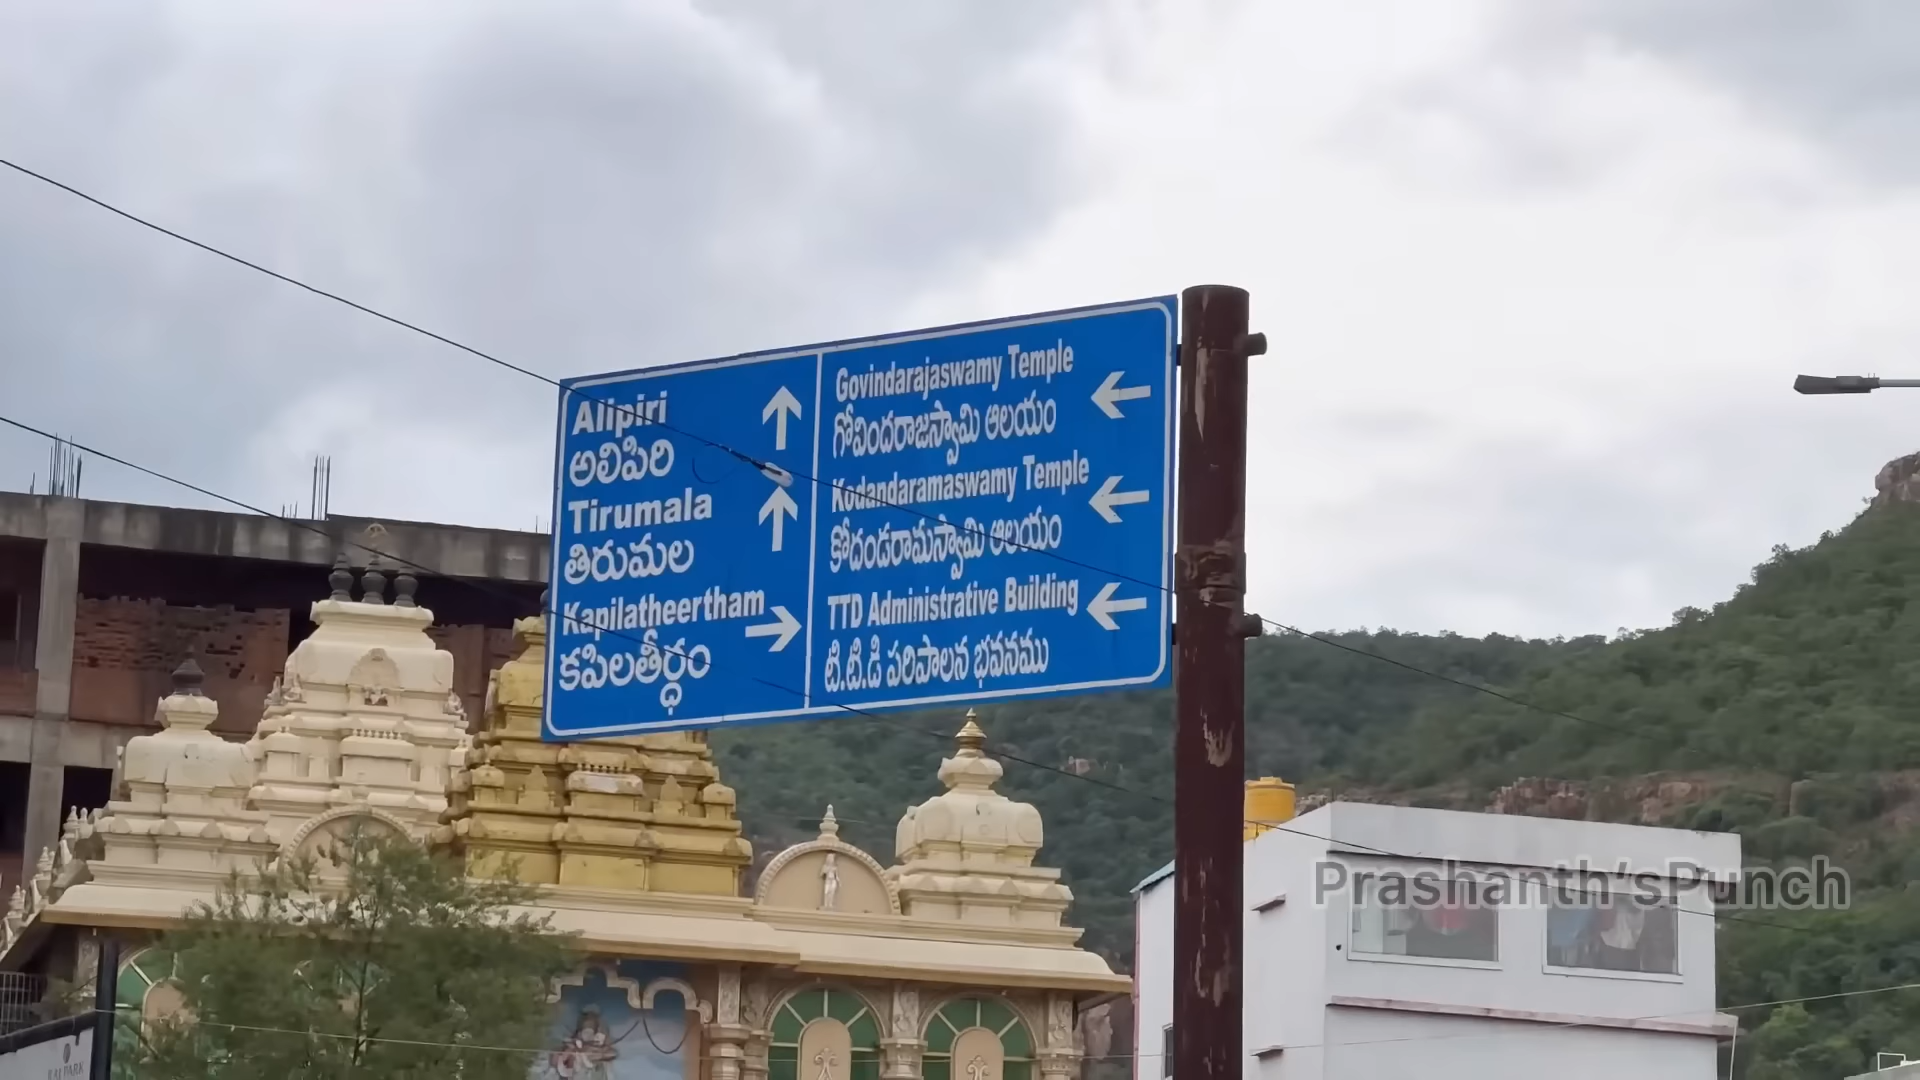 Alipiri
అలిపిరి
Tirumala
తిరుమల
Kapilatheertham
కపిలతీర్థం
Govindarajaswamy Temple
గోవిందరాజస్వామి ఆలయం
Kodandaramaswamy Temple
కోదండరామస్వామి ఆలయం
TTD Administrative Building
టి.టి.డి పరిపాలన భవనము
Prashanth'sPunch